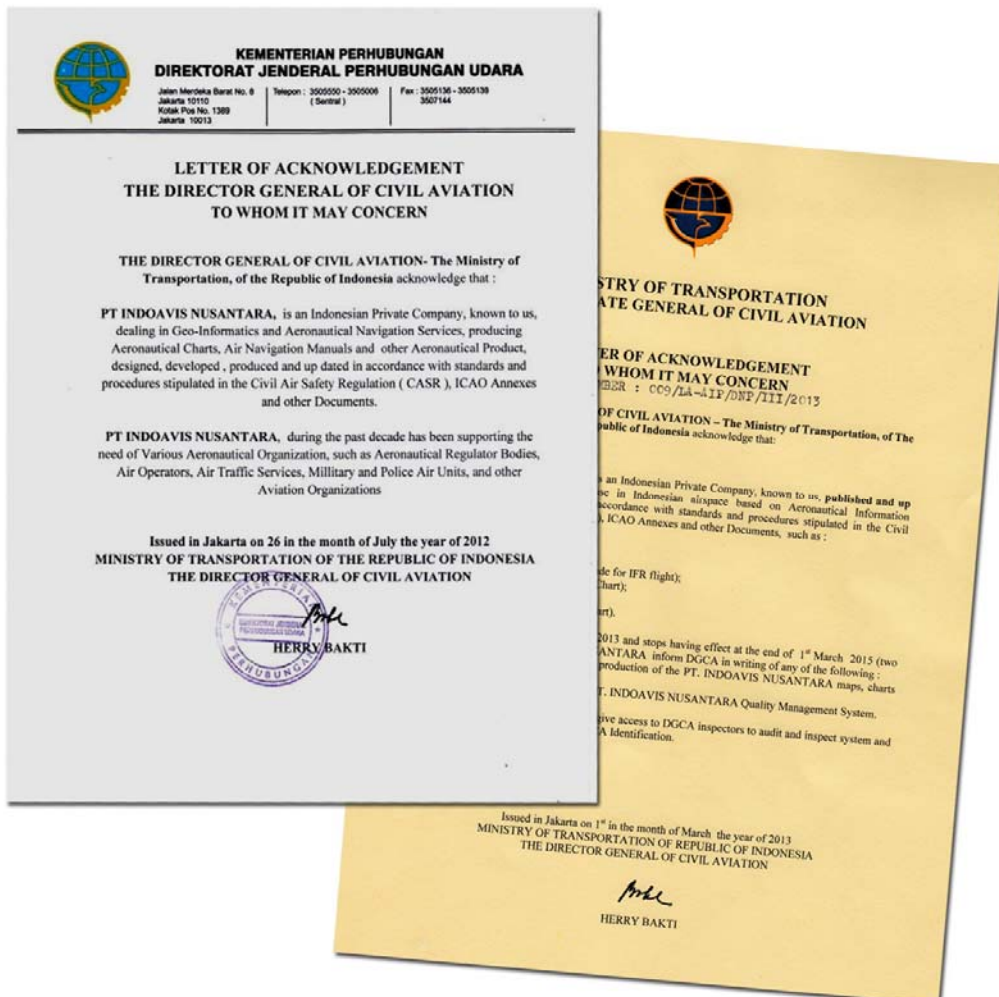 KEMENTERIAN PERHUBUNGAN
DIREKTORAT JENDERAL PERHUBUNGAN UDARA
Jalan Merdeka Barat No. 8
Jakarta 10110
Kotak Pos No. 1389
Jakarta 10013
Telepon : 3505550 - 3505006
( Sentral )
Fax : 3505136 - 3505139
3507144
LETTER OF ACKNOWLEDGEMENT
THE DIRECTOR GENERAL OF CIVIL AVIATION
TO WHOM IT MAY CONCERN
THE DIRECTOR GENERAL OF CIVIL AVIATION- The Ministry of
Transportation, of the Republic of Indonesia acknowledge that :
PT INDOAVIS NUSANTARA, is an Indonesian Private Company, known to us,
dealing in Geo-Informatics and Aeronautical Navigation Services, producing
Aeronautical Charts, Air Navigation Manuals and other Aeronautical Product,
designed, developed , produced and up dated in accordance with standards and
procedures stipulated in the Civil Air Safety Regulation ( CASR ), ICAO Annexes
and other Documents.
PT INDOAVIS NUSANTARA, during the past decade has been supporting the
need of Various Aeronautical Organization, such as Aeronautical Regulator Bodies,
Air Operators, Air Traffic Services, Millitary and Police Air Units, and other
Aviation Organizations
Issued in Jakarta on 26 in the month of July the year of 2012
MINISTRY OF TRANSPORTATION OF THE REPUBLIC OF INDONESIA
THE DIRECTOR GENERAL OF CIVIL AVIATION
KEMENTERIAN
DIREKTORAT JENDERAL
PERHUBUNGAN UDARA
PERHUBUNGAN
HERRY BAKTI
STRY OF TRANSPORTATION
ATE GENERAL OF CIVIL AVIATION
ER OF ACKNOWLEDGEMENT
WHOM IT MAY CONCERN
BER : 009/LA-AIP/DNP/III/2013
OF CIVIL AVIATION – The Ministry of Transportation, of The
public of Indonesia acknowledge that:
an Indonesian Private Company, known to us, published and up
in Indonesian airspace based on Aeronautical Information
accordance with standards and procedures stipulated in the Civil
), ICAO Annexes and other Documents, such as :
de for IFR flight);
Chart);
art).
2013 and stops having effect at the end of 1st March 2015 (two
SANTARA inform DGCA in writing of any of the following :
production of the PT. INDOAVIS NUSANTARA maps, charts
T. INDOAVIS NUSANTARA Quality Management System.
give access to DGCA inspectors to audit and inspect system and
A Identification.
Issued in Jakarta on 1st in the month of March the year of 2013
MINISTRY OF TRANSPORTATION OF REPUBLIC OF INDONESIA
THE DIRECTOR GENERAL OF CIVIL AVIATION
HERRY BAKTI